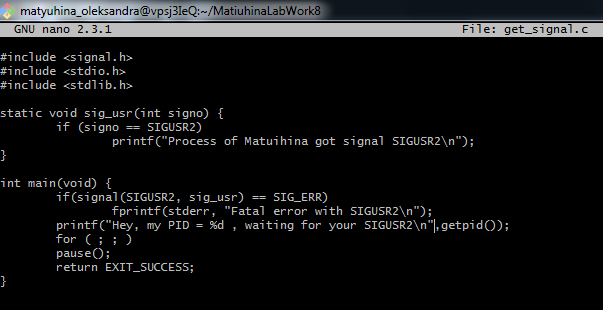 matyuhina_oleksandra@vpsj3IeQ:~/MatiuhinaLabWork8
GNU nano 2.3.1 File: get_signal.c
#include <signal.h>
#include <stdio.h>
#include <stdlib.h>
static void sig_usr(int signo) {
if (signo == SIGUSR2)
printf("Process of Matuihina got signal SIGUSR2\n");
}
int main(void) {
if(signal(SIGUSR2, sig_usr) == SIG_ERR)
fprintf(stderr, "Fatal error with SIGUSR2\n");
printf("Hey, my PID = %d , waiting for your SIGUSR2\n",getpid());
for ( ; ; )
pause();
return EXIT_SUCCESS;
}